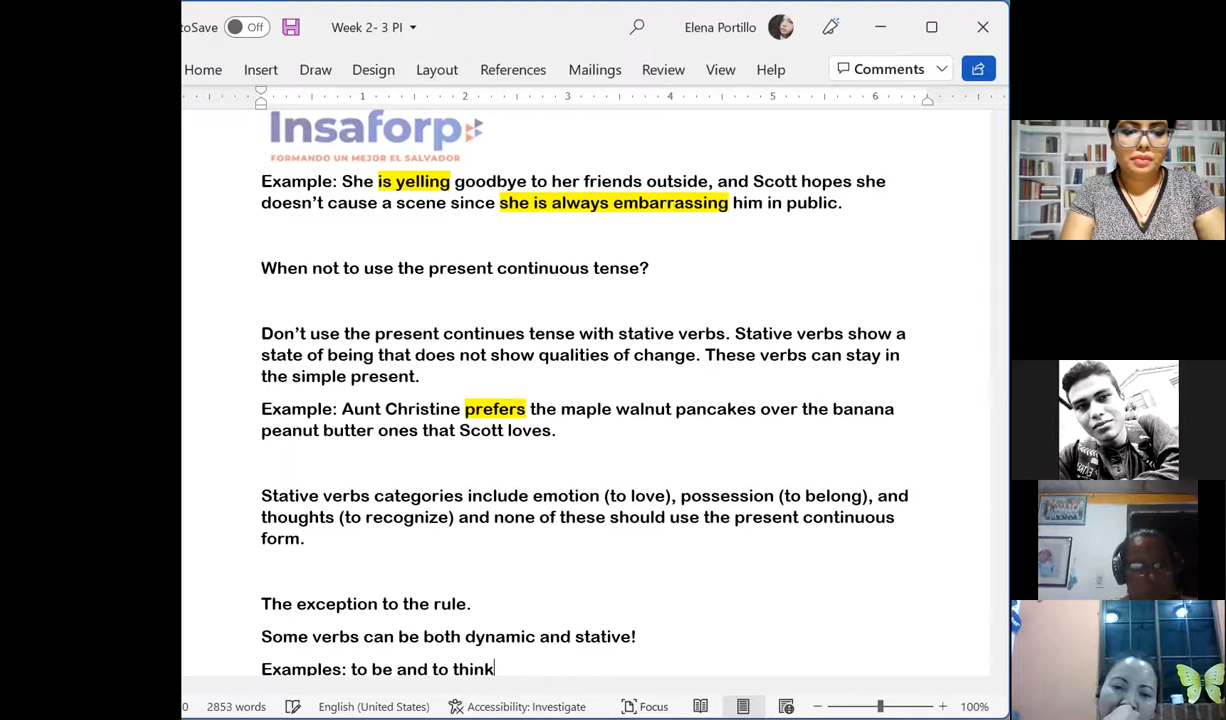 toSave Off Week 2- 3 PI Elena Portillo
Home Insert Draw Design Layout References Mailings Review View Help Comments
1 2 3 4 5 6
Insaforp
FORMANDO UN MEJOR EL SALVADOR
Example: She is yelling goodbye to her friends outside, and Scott hopes she
doesn’t cause a scene since she is always embarrassing him in public.
When not to use the present continuous tense?
Don’t use the present continues tense with stative verbs. Stative verbs show a
state of being that does not show qualities of change. These verbs can stay in
the simple present.
Example: Aunt Christine prefers the maple walnut pancakes over the banana
peanut butter ones that Scott loves.
Stative verbs categories include emotion (to love), possession (to belong), and
thoughts (to recognize) and none of these should use the present continuous
form.
The exception to the rule.
Some verbs can be both dynamic and stative!
Examples: to be and to think
0 2853 words English (United States) Accessibility: Investigate Focus 100%